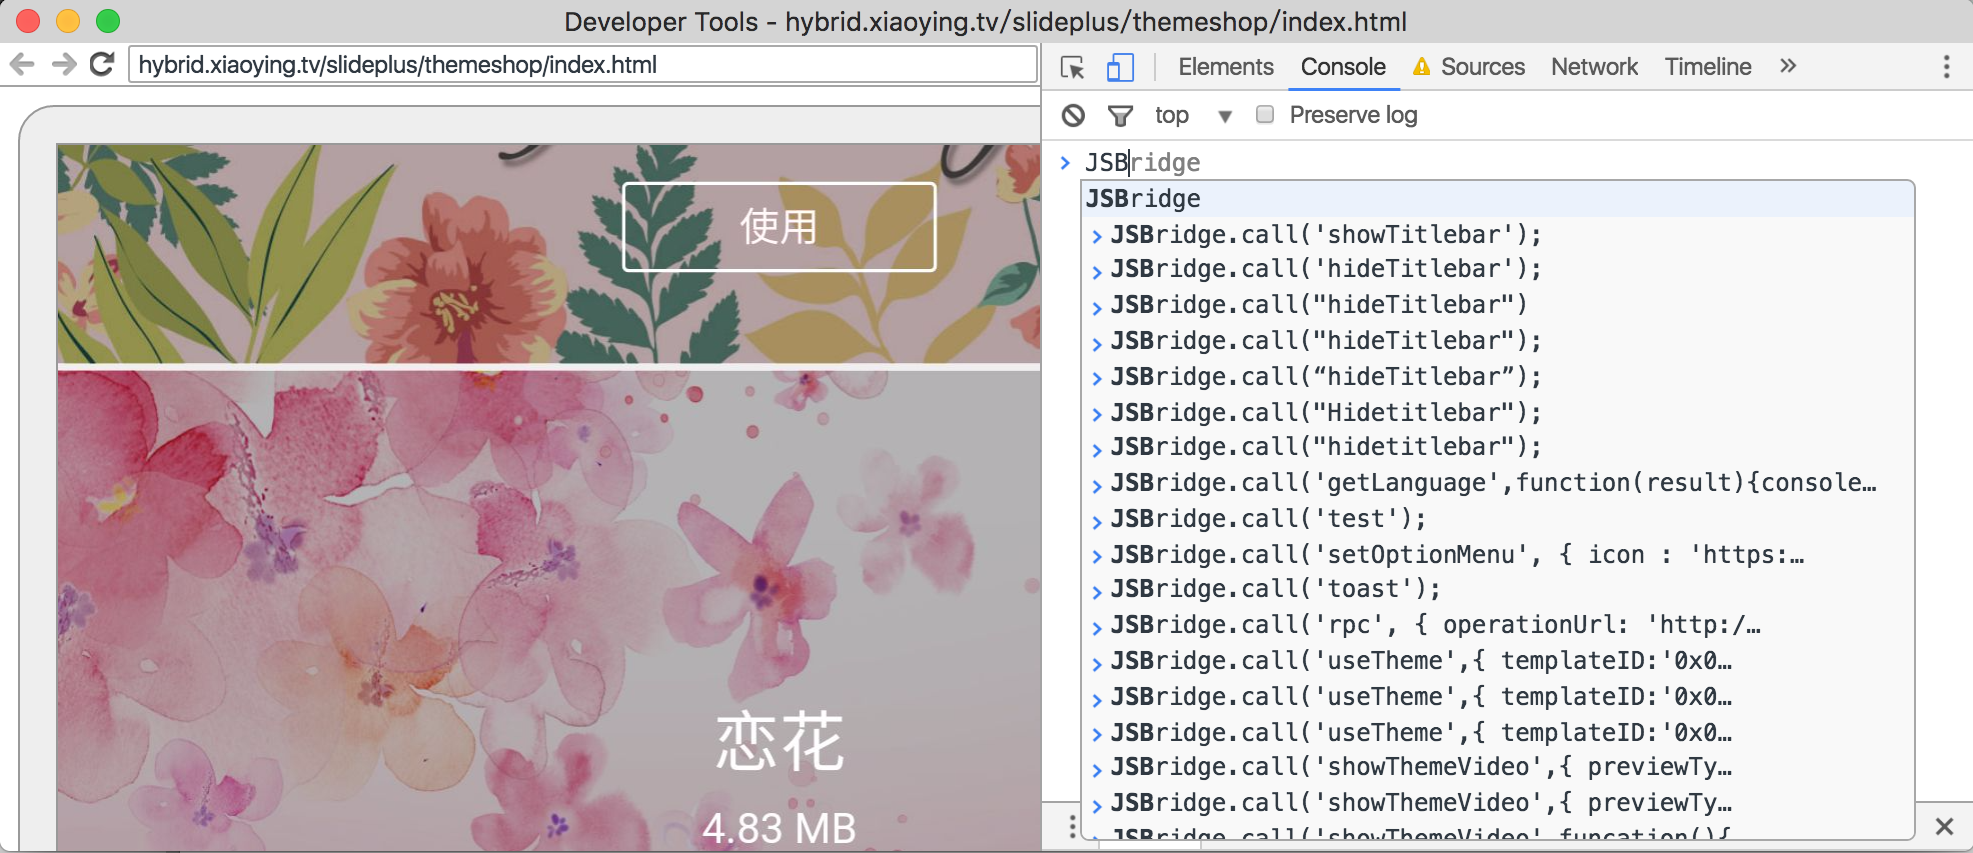 Developer Tools - hybrid.xiaoying.tv/slideplus/themeshop/index.html
hybrid.xiaoying.tv/slideplus/themeshop/index.html
Elements Console Sources Network Timeline »
top ▼ Preserve log
使用
恋花
4.83 MB
> JSBridge
JSBridge
> JSBridge.call('showTitlebar');
> JSBridge.call('hideTitlebar');
> JSBridge.call("hideTitlebar")
> JSBridge.call("hideTitlebar");
> JSBridge.call(“hideTitlebar”);
> JSBridge.call("Hidetitlebar");
> JSBridge.call("hidetitlebar");
> JSBridge.call('getLanguage',function(result){console…
> JSBridge.call('test');
> JSBridge.call('setOptionMenu', { icon : 'https:…
> JSBridge.call('toast');
> JSBridge.call('rpc', { operationUrl: 'http:/…
> JSBridge.call('useTheme',{ templateID:'0x0…
> JSBridge.call('useTheme',{ templateID:'0x0…
> JSBridge.call('useTheme',{ templateID:'0x0…
> JSBridge.call('showThemeVideo',{ previewTy…
> JSBridge.call('showThemeVideo',{ previewTy…
> JSBridge.call('showThemeVideo',funcation(){